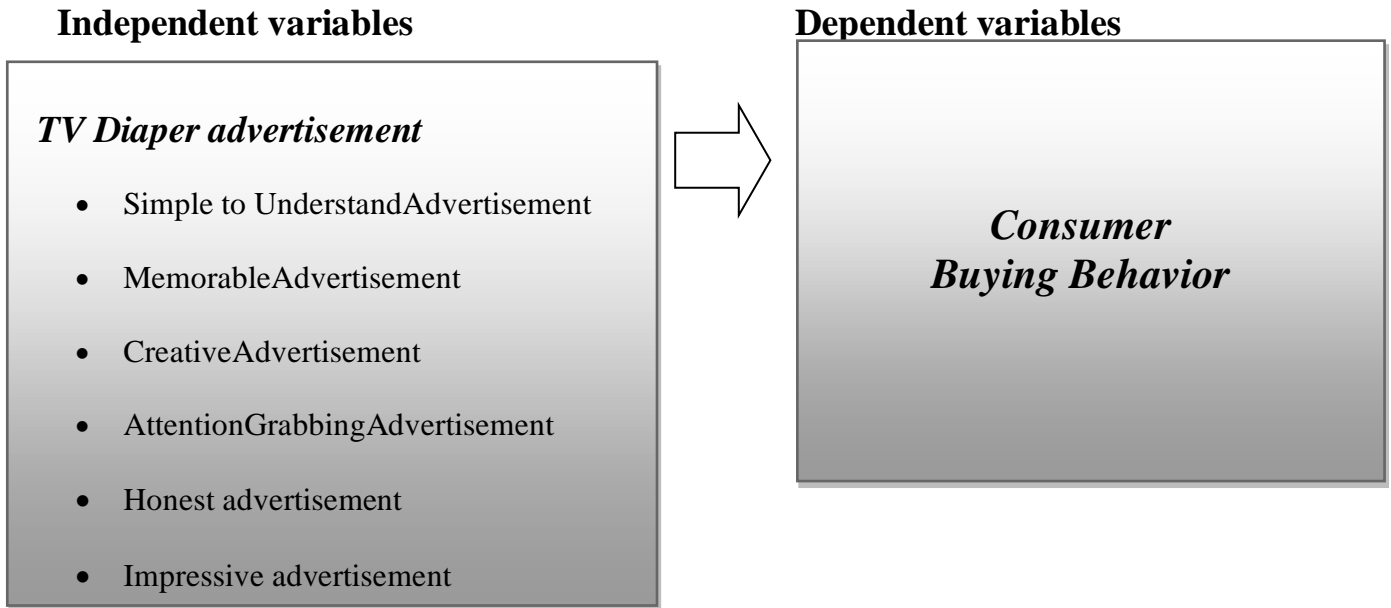 Independent variables
Dependent variables
TV Diaper advertisement
• Simple to UnderstandAdvertisement
• MemorableAdvertisement
• CreativeAdvertisement
• AttentionGrabbingAdvertisement
• Honest advertisement
• Impressive advertisement
Consumer
Buying Behavior